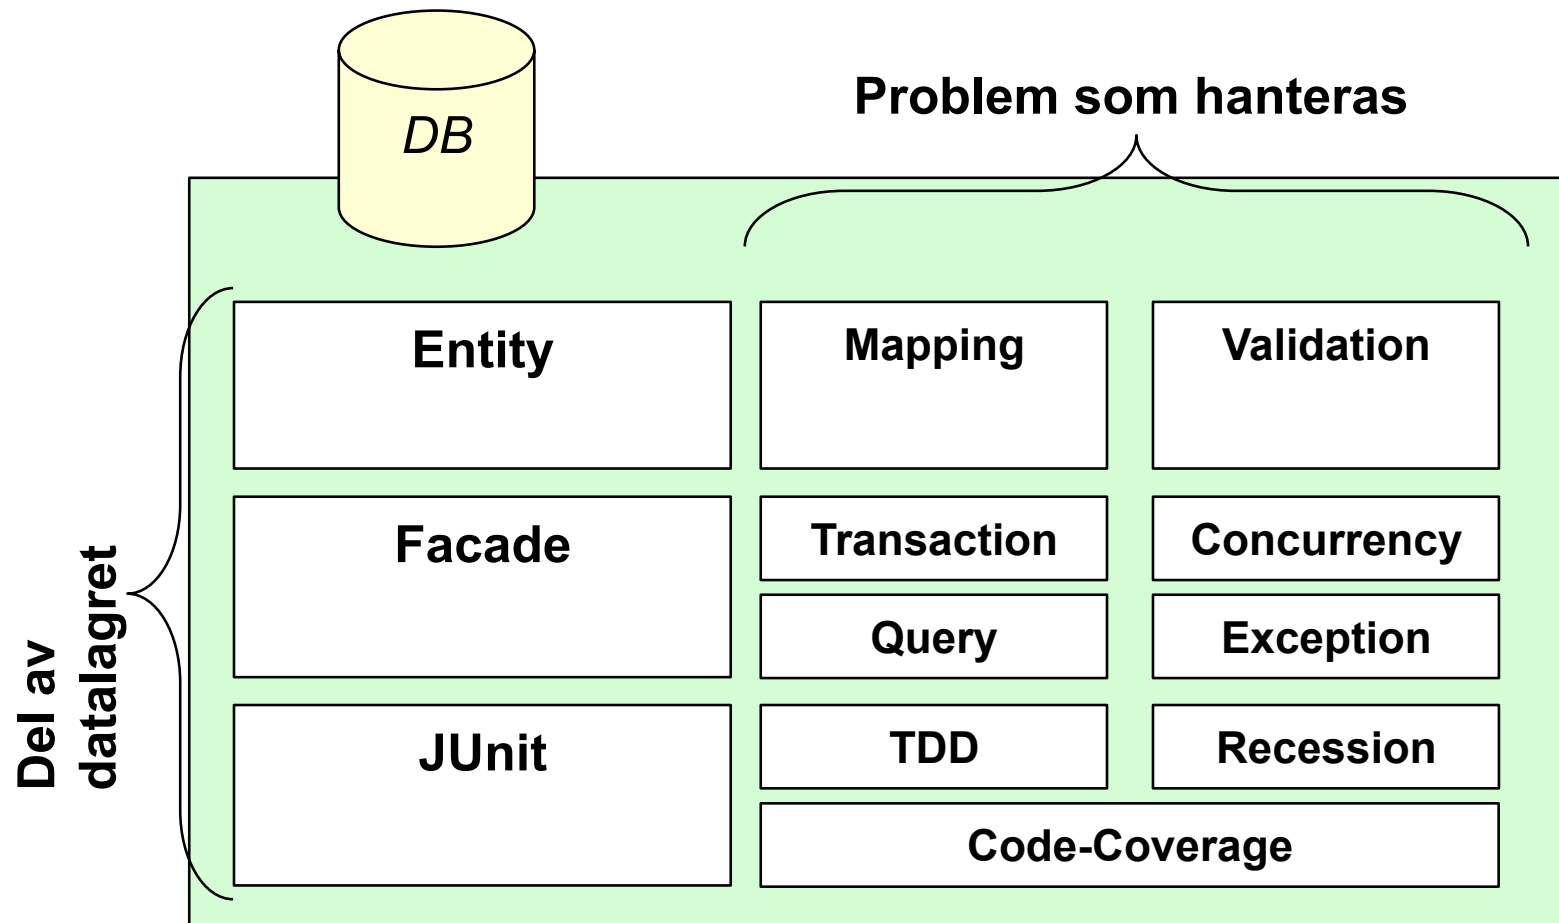 DB
Problem som hanteras
Del av
datalagret
Entity
Mapping
Validation
Facade
Transaction
Concurrency
Query
Exception
JUnit
TDD
Recession
Code-Coverage